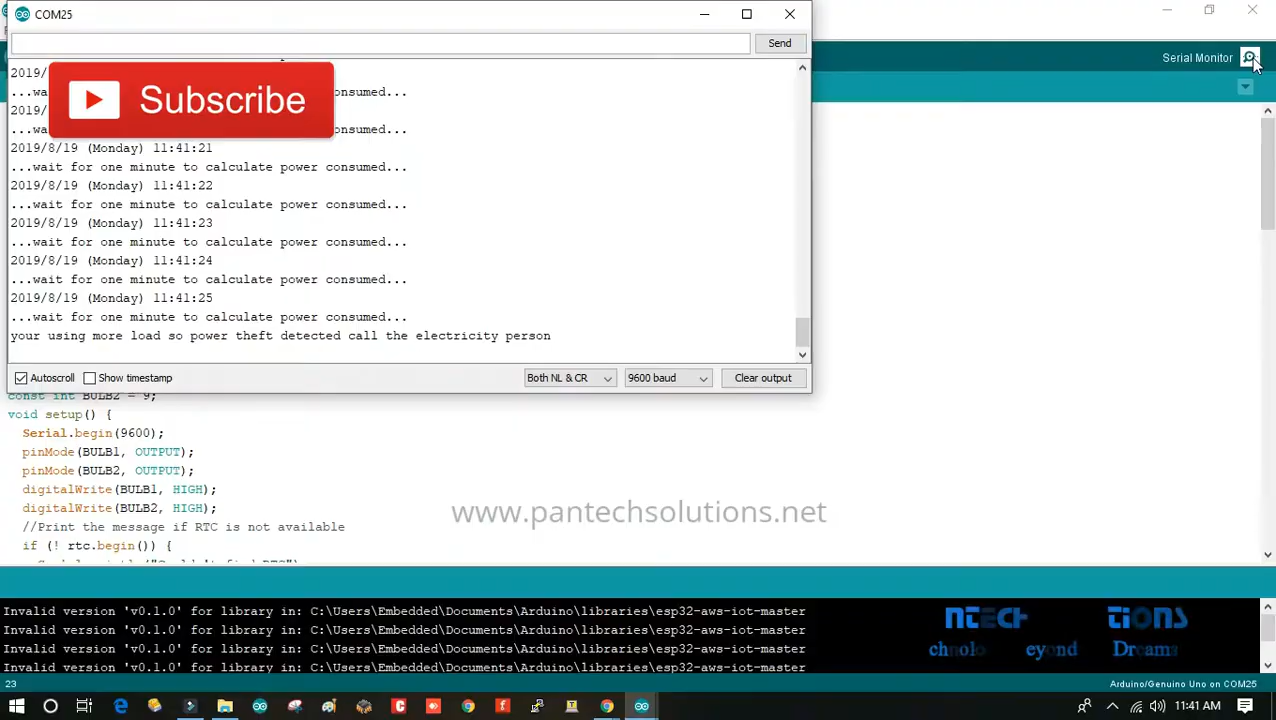 COM25
Send
Serial Monitor
2019/
Subscribe
...wa
onsumed...
2019/
...wa
onsumed...
2019/8/19 (Monday) 11:41:21
...wait for one minute to calculate power consumed...
2019/8/19 (Monday) 11:41:22
...wait for one minute to calculate power consumed...
2019/8/19 (Monday) 11:41:23
...wait for one minute to calculate power consumed...
2019/8/19 (Monday) 11:41:24
...wait for one minute to calculate power consumed...
2019/8/19 (Monday) 11:41:25
...wait for one minute to calculate power consumed...
your using more load so power theft detected call the electricity person
Autoscroll
Show timestamp
Both NL & CR
9600 baud
Clear output
const int BULB2 = 9;
void setup() {
Serial.begin(9600);
pinMode(BULB1, OUTPUT);
pinMode(BULB2, OUTPUT);
digitalWrite(BULB1, HIGH);
digitalWrite(BULB2, HIGH);
www.pantechsolutions.net
//Print the message if RTC is not available
if (! rtc.begin()) {
Invalid version 'v0.1.0' for library in: C:\Users\Embedded\Documents\Arduino\libraries\esp32-aws-iot-master
Invalid version 'v0.1.0' for library in: C:\Users\Embedded\Documents\Arduino\libraries\esp32-aws-iot-master
Invalid version 'v0.1.0' for library in: C:\Users\Embedded\Documents\Arduino\libraries\esp32-aws-iot-master
Invalid version 'v0.1.0' for library in: C:\Users\Embedded\Documents\Arduino\libraries\esp32-aws-iot-master
23
Arduino/Genuino Uno on COM25
11:41 AM